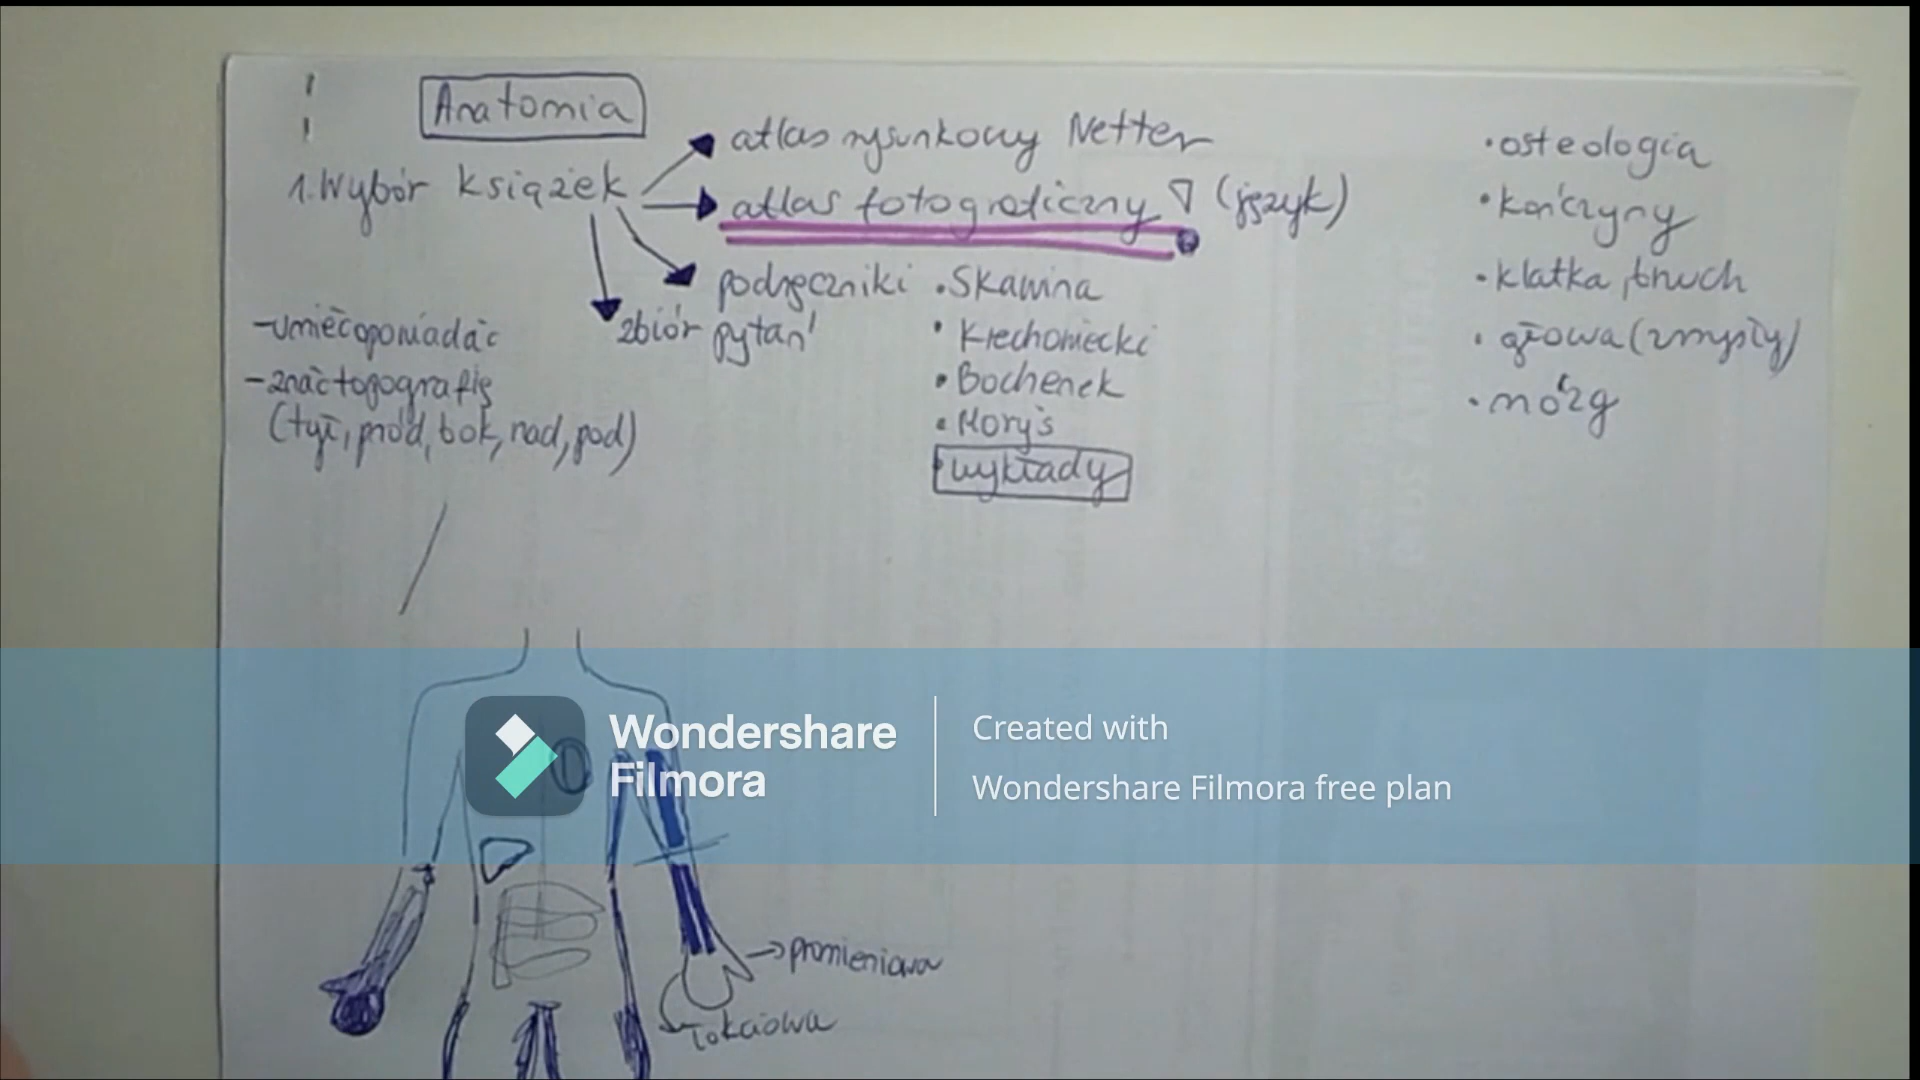 Anatomia
1. Wybór książek
atlas rysunkowy Netter
atlas fotograficzny (język)
podręczniki
• Skawina
• Krechowiecki
• Bochenek
• Moryś
• wykłady
zbiór pytań
- umieć opowiadać
- znać topografię
(tył, przód, bok, nad, pod)
• osteologia
• kończyny
• klatka, brzuch
• głowa (zmysły)
• mózg
Wondershare
Filmora
Created with
Wondershare Filmora free plan
promieniowa
łokciowa